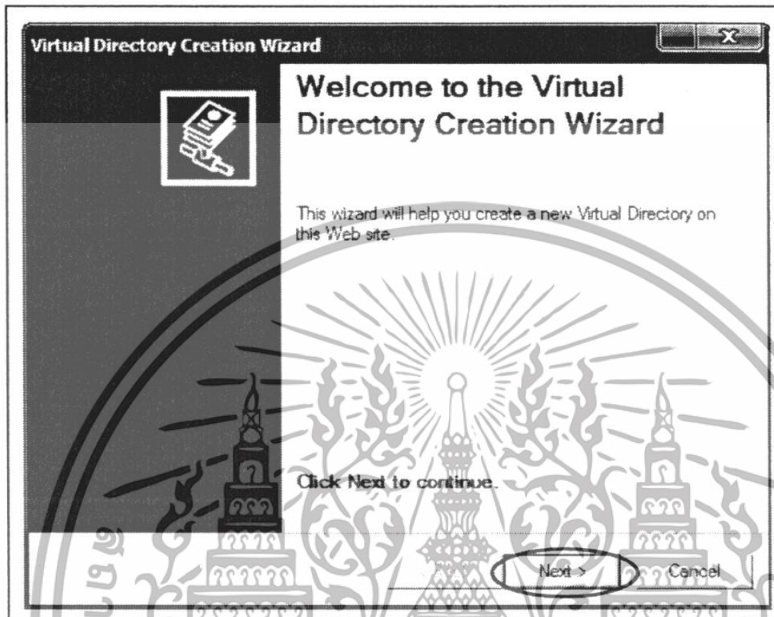 Virtual Directory Creation Wizard
Welcome to the Virtual
Directory Creation Wizard
This wizard will help you create a new Virtual Directory on
this Web site.
Click Next to continue.
Next >
Cancel